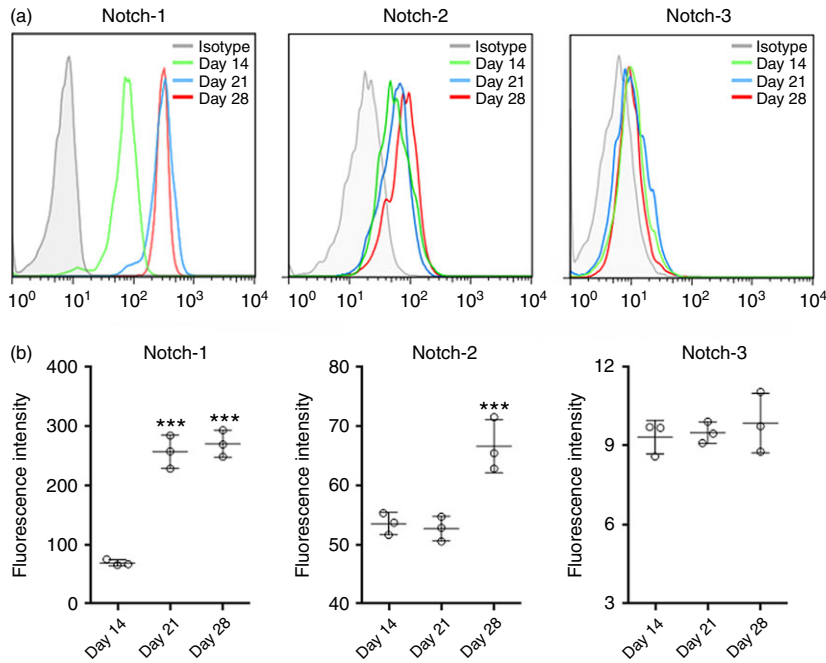 (a)
Notch-1
Notch-2
Notch-3
Isotype
Day 14
Day 21
Day 28
Isotype
Day 14
Day 21
Day 28
Isotype
Day 14
Day 21
Day 28
10⁰ 10¹ 10² 10³ 10⁴
10⁰ 10¹ 10² 10³ 10⁴
10⁰ 10¹ 10² 10³ 10⁴
(b)
Notch-1
Fluorescence intensity
400
300
200
100
0
***
***
Day 14
Day 21
Day 28
Notch-2
Fluorescence intensity
80
70
60
50
40
***
Day 14
Day 21
Day 28
Notch-3
Fluorescence intensity
12
9
6
3
Day 14
Day 21
Day 28